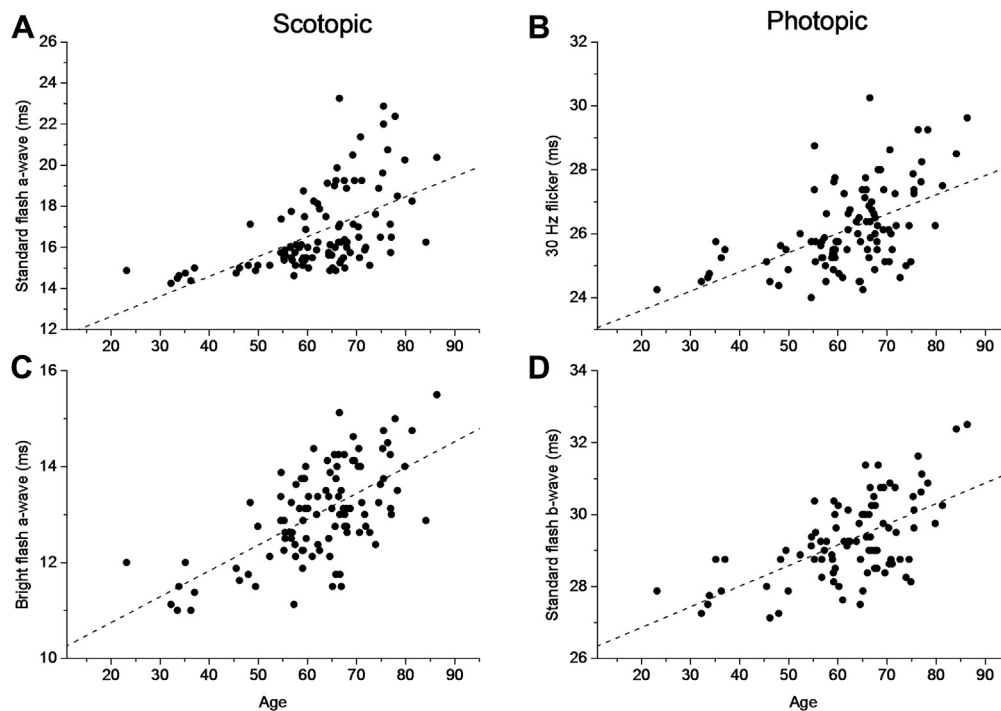 Scotopic
Photopic
A
Standard flash a-wave (ms)
26
24
22
20
18
16
14
12
20 30 40 50 60 70 80 90
B
30 Hz flicker (ms)
32
30
28
26
24
20 30 40 50 60 70 80 90
C
Bright flash a-wave (ms)
16
14
12
10
20 30 40 50 60 70 80 90
Age
D
Standard flash b-wave (ms)
34
32
30
28
26
20 30 40 50 60 70 80 90
Age